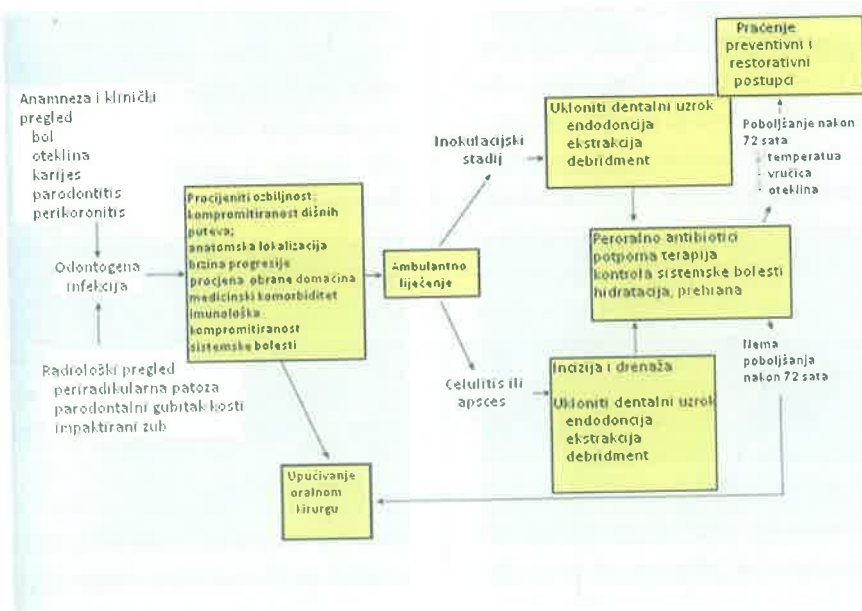 Anamneza i klinički
pregled
bol
oteklina
karijes
parodontitis
perikoronitis
Odontogena
infekcija
Radiološki pregled
periradikularna patoza
parodontalni gubitak kosti
impaktirani zub
Procijeniti ozbiljnost;
kompromitiranost dišnih
puteva;
anatomska lokalizacija
brzina progresije
procjena obrane domaćina
medicinski komorbiditet
imunološka
kompromitiranost
sistemske bolesti
Upućivanje
oralnom
kirurgu
Ambulantno
liječenje
Inokulacijski
stadij
Celulitis ili
apsces
Ukloniti dentalni uzrok
endodoncija
ekstrakcija
debridment
Incizija i drenaža
Ukloniti dentalni uzrok
endodoncija
ekstrakcija
debridment
Peroralno antibiotici
potporna terapija
kontrola sistemske bolesti
hidratacija, prehrana
Praćenje
preventivni i
restorativni
postupci
Poboljšanje nakon
72 sata
- temperatua
- vrućica
- oteklina
Nema
poboljšanja
nakon 72 sata